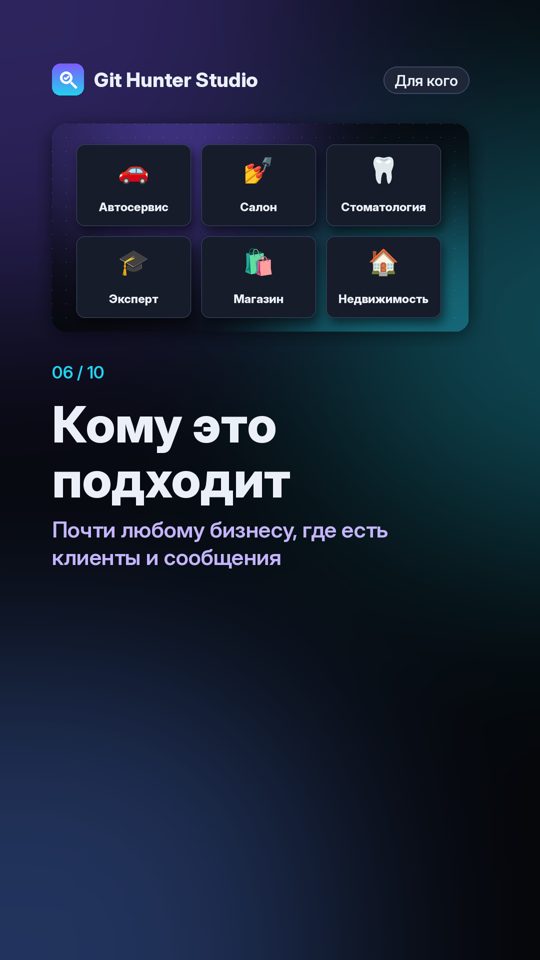 Git Hunter Studio
Для кого
Автосервис
Салон
Стоматология
Эксперт
Магазин
Недвижимость
06 / 10
Кому это
подходит
Почти любому бизнесу, где есть
клиенты и сообщения